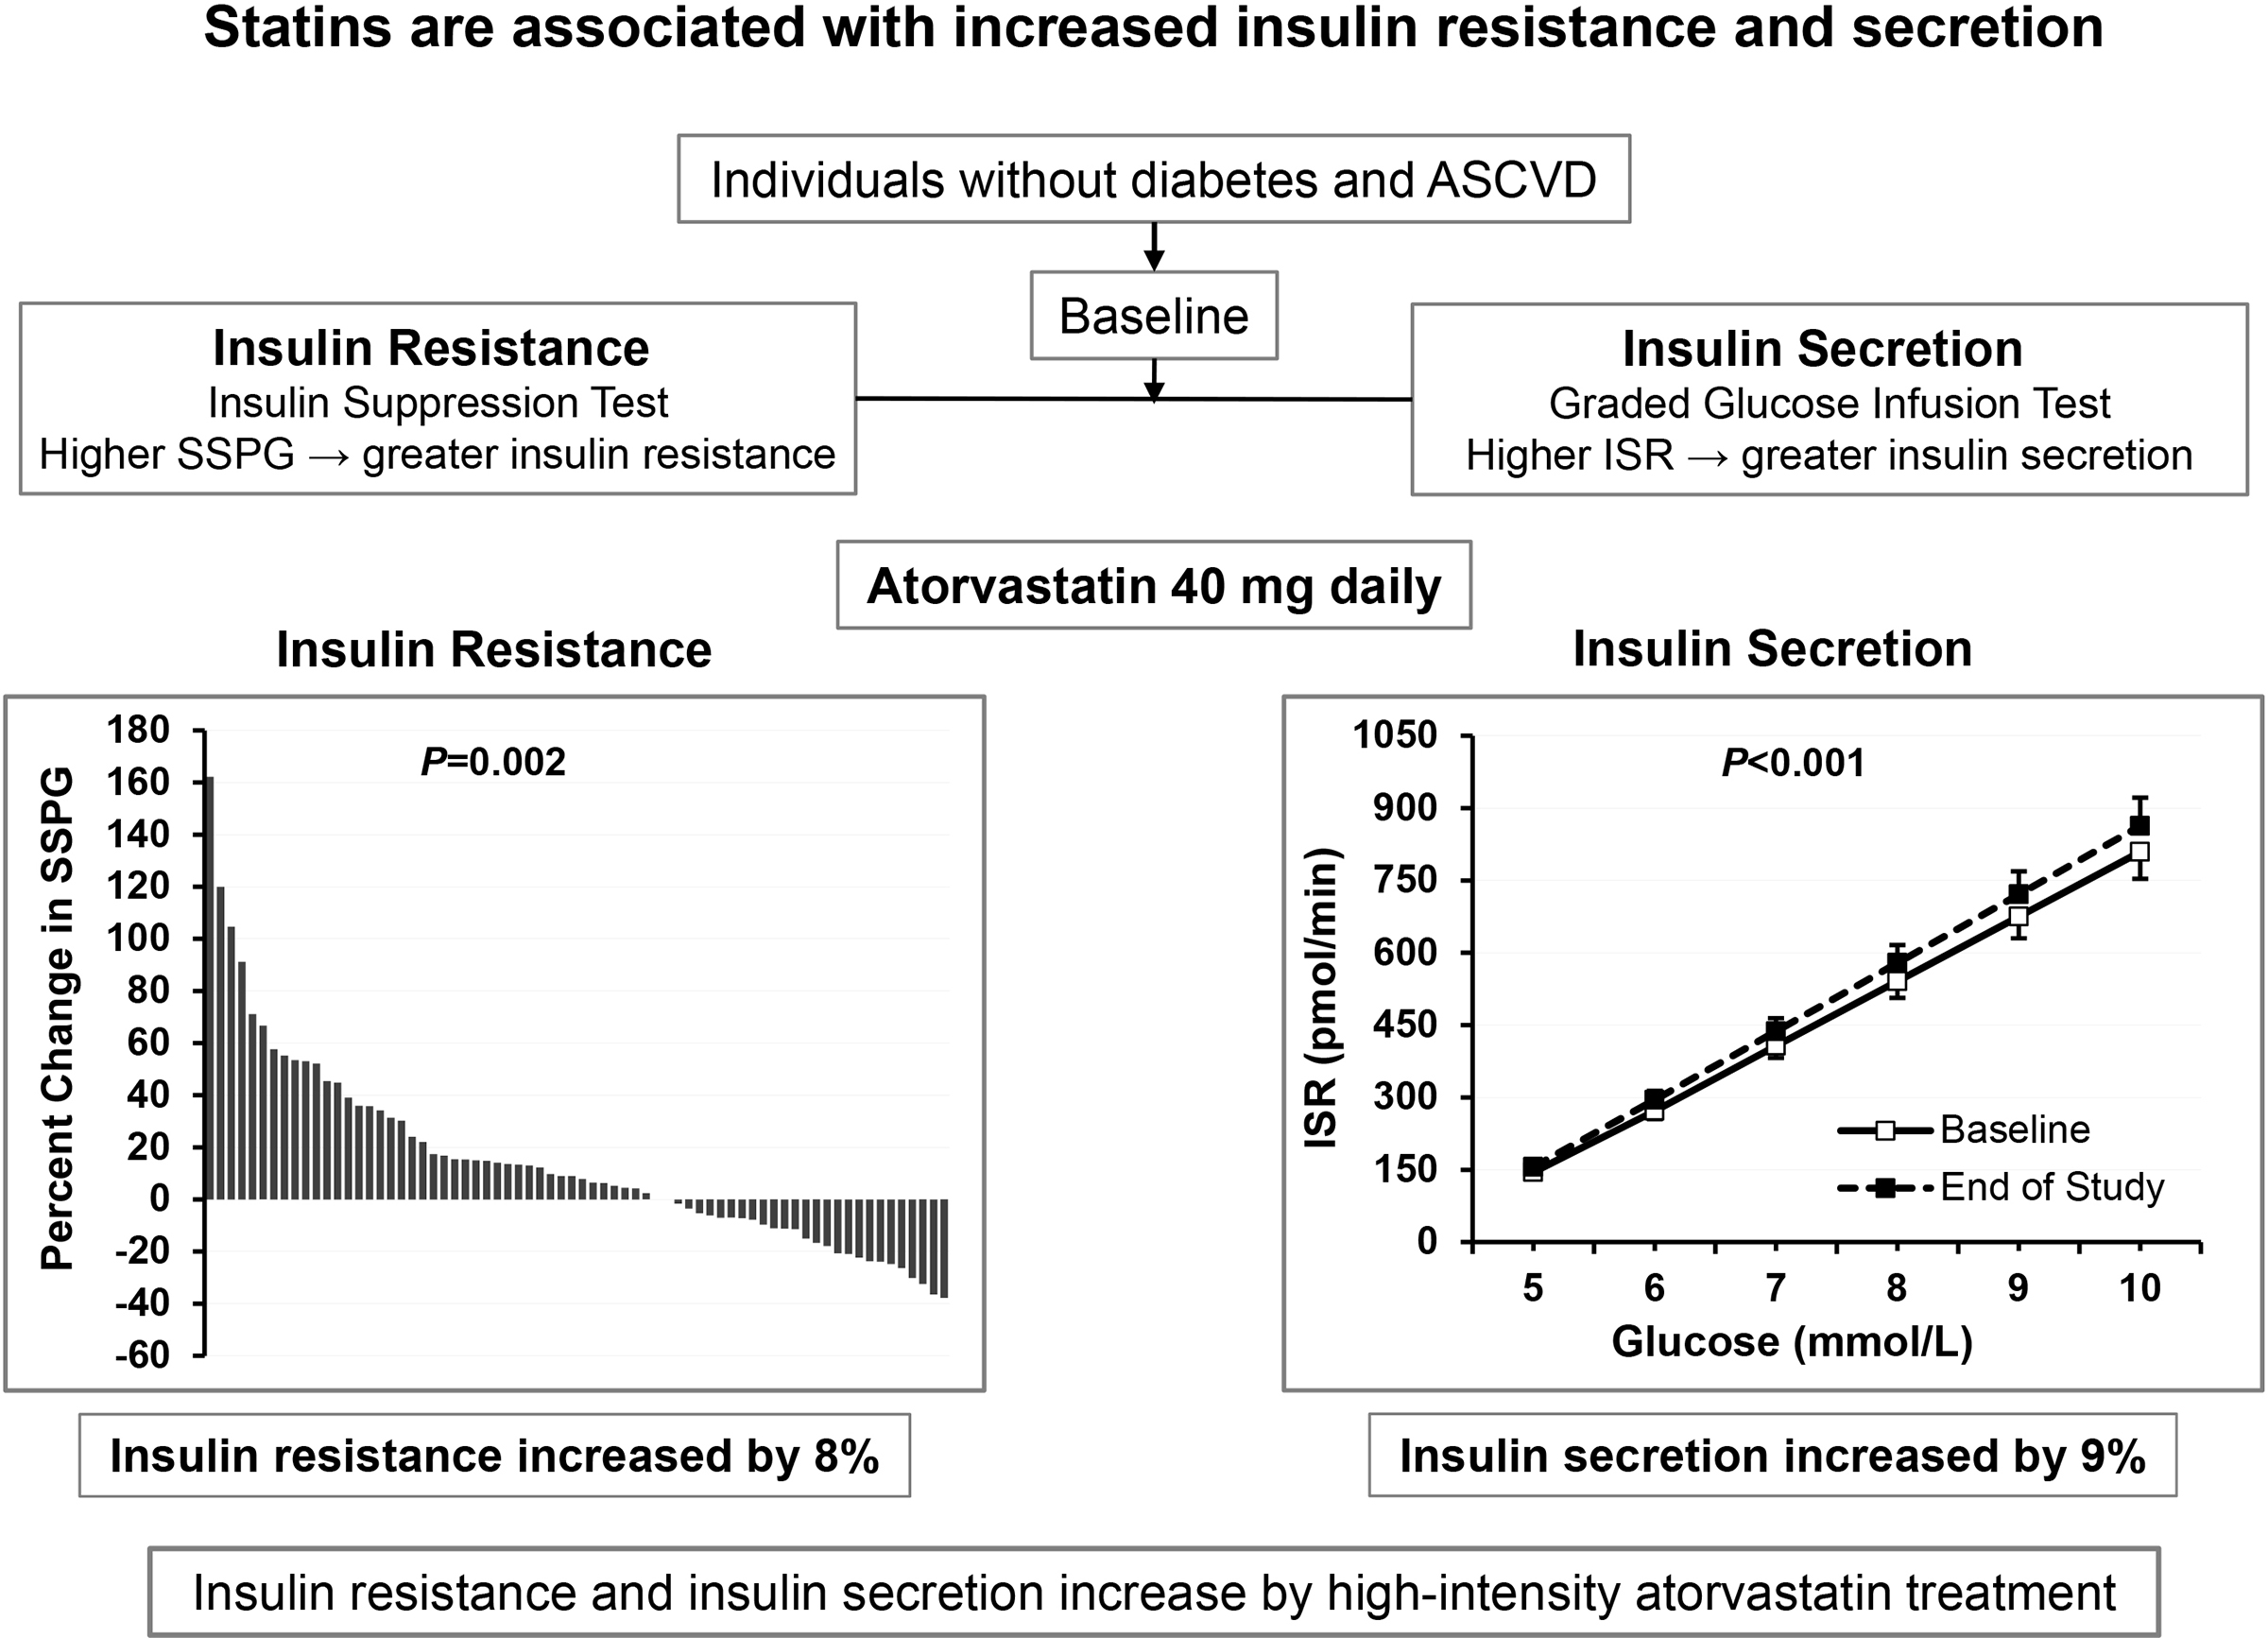 Statins are associated with increased insulin resistance and secretion
Individuals without diabetes and ASCVD
Baseline
Insulin Resistance
Insulin Suppression Test
Higher SSPG → greater insulin resistance
Insulin Secretion
Graded Glucose Infusion Test
Higher ISR → greater insulin secretion
Atorvastatin 40 mg daily
Insulin Resistance
Percent Change in SSPG
180
160
140
120
100
80
60
40
20
0
-20
-40
-60
P=0.002
Insulin resistance increased by 8%
Insulin Secretion
ISR (pmol/min)
1050
900
750
600
450
300
150
0
P<0.001
Baseline
End of Study
5 6 7 8 9 10
Glucose (mmol/L)
Insulin secretion increased by 9%
Insulin resistance and insulin secretion increase by high-intensity atorvastatin treatment